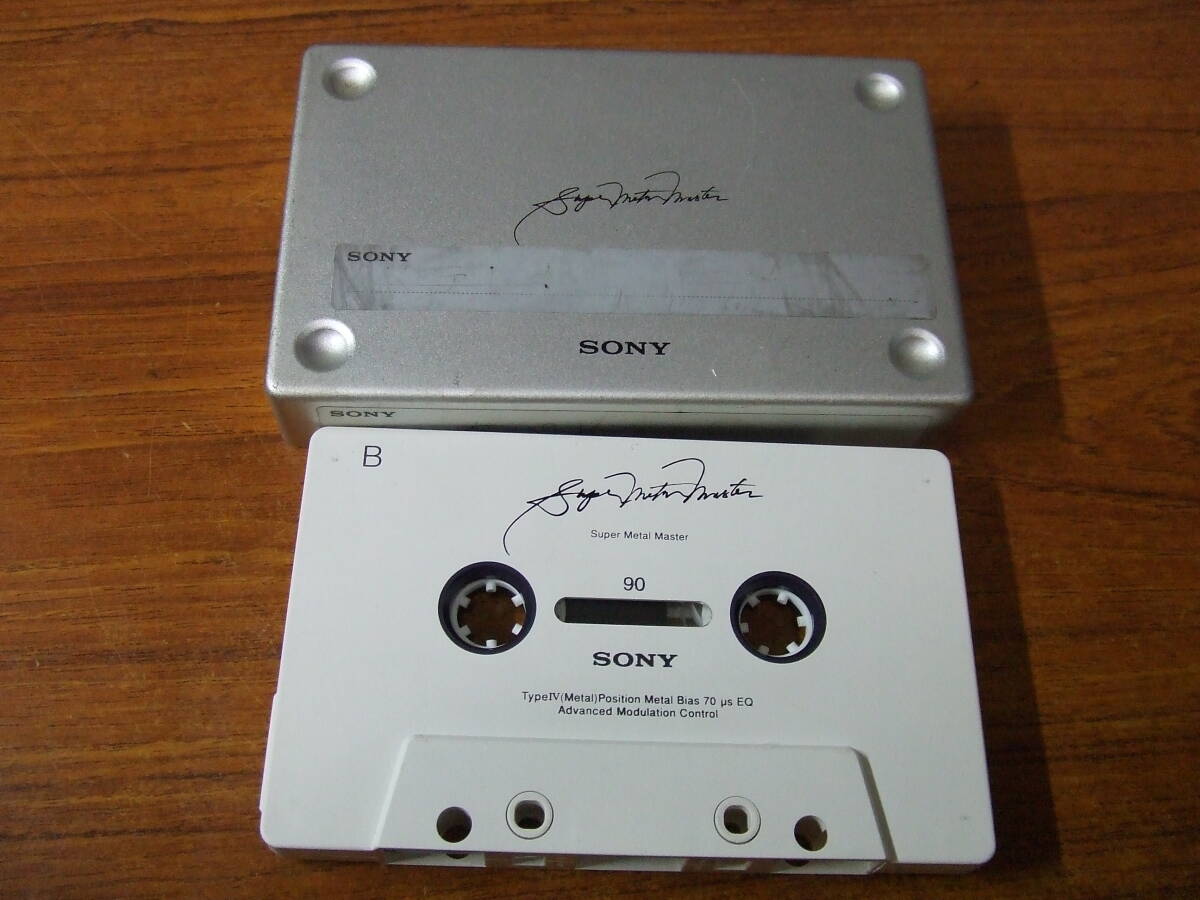 Super Metal Master
SONY
SONY
SONY
B
Super Metal Master
Super Metal Master
90
SONY
TypeIV(Metal)Position Metal Bias 70 μs EQ
Advanced Modulation Control